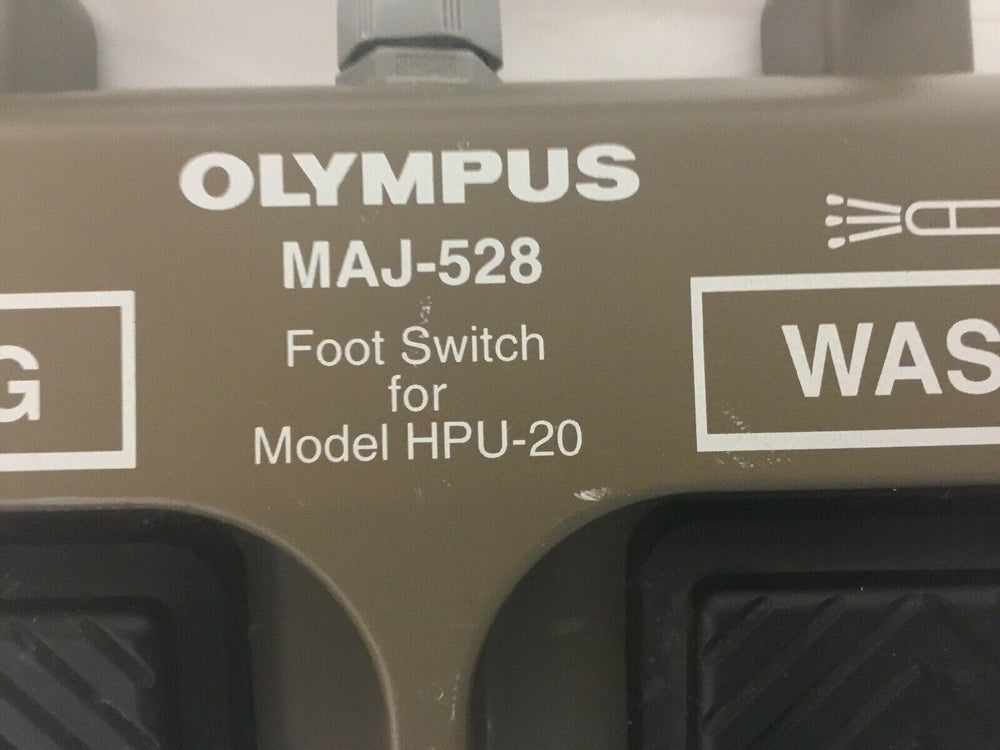 OLYMPUS
MAJ-528
Foot Switch
for
Model HPU-20
G
WAS